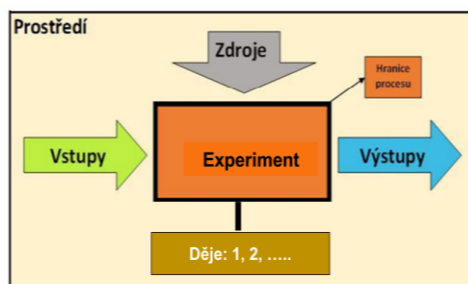 Prostředí
Zdroje
Hranice
procesu
Vstupy
Experiment
Výstupy
Děje: 1, 2, .....